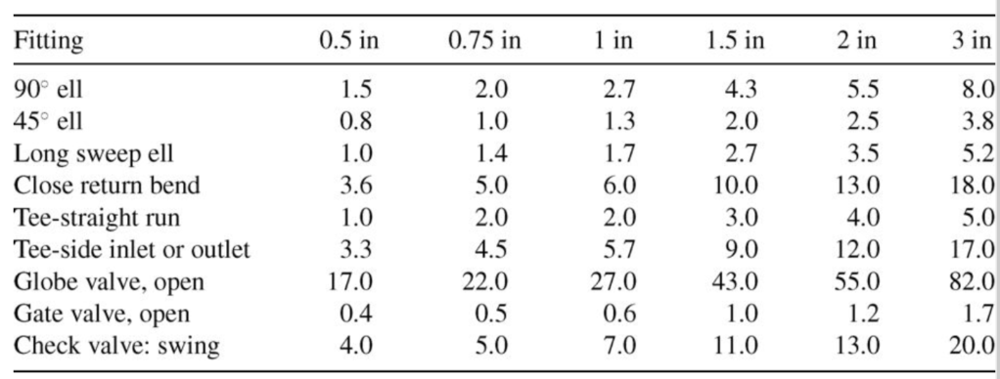 Fitting 0.5 in 0.75 in 1 in 1.5 in 2 in 3 in
90° ell 1.5 2.0 2.7 4.3 5.5 8.0
45° ell 0.8 1.0 1.3 2.0 2.5 3.8
Long sweep ell 1.0 1.4 1.7 2.7 3.5 5.2
Close return bend 3.6 5.0 6.0 10.0 13.0 18.0
Tee-straight run 1.0 2.0 2.0 3.0 4.0 5.0
Tee-side inlet or outlet 3.3 4.5 5.7 9.0 12.0 17.0
Globe valve, open 17.0 22.0 27.0 43.0 55.0 82.0
Gate valve, open 0.4 0.5 0.6 1.0 1.2 1.7
Check valve: swing 4.0 5.0 7.0 11.0 13.0 20.0